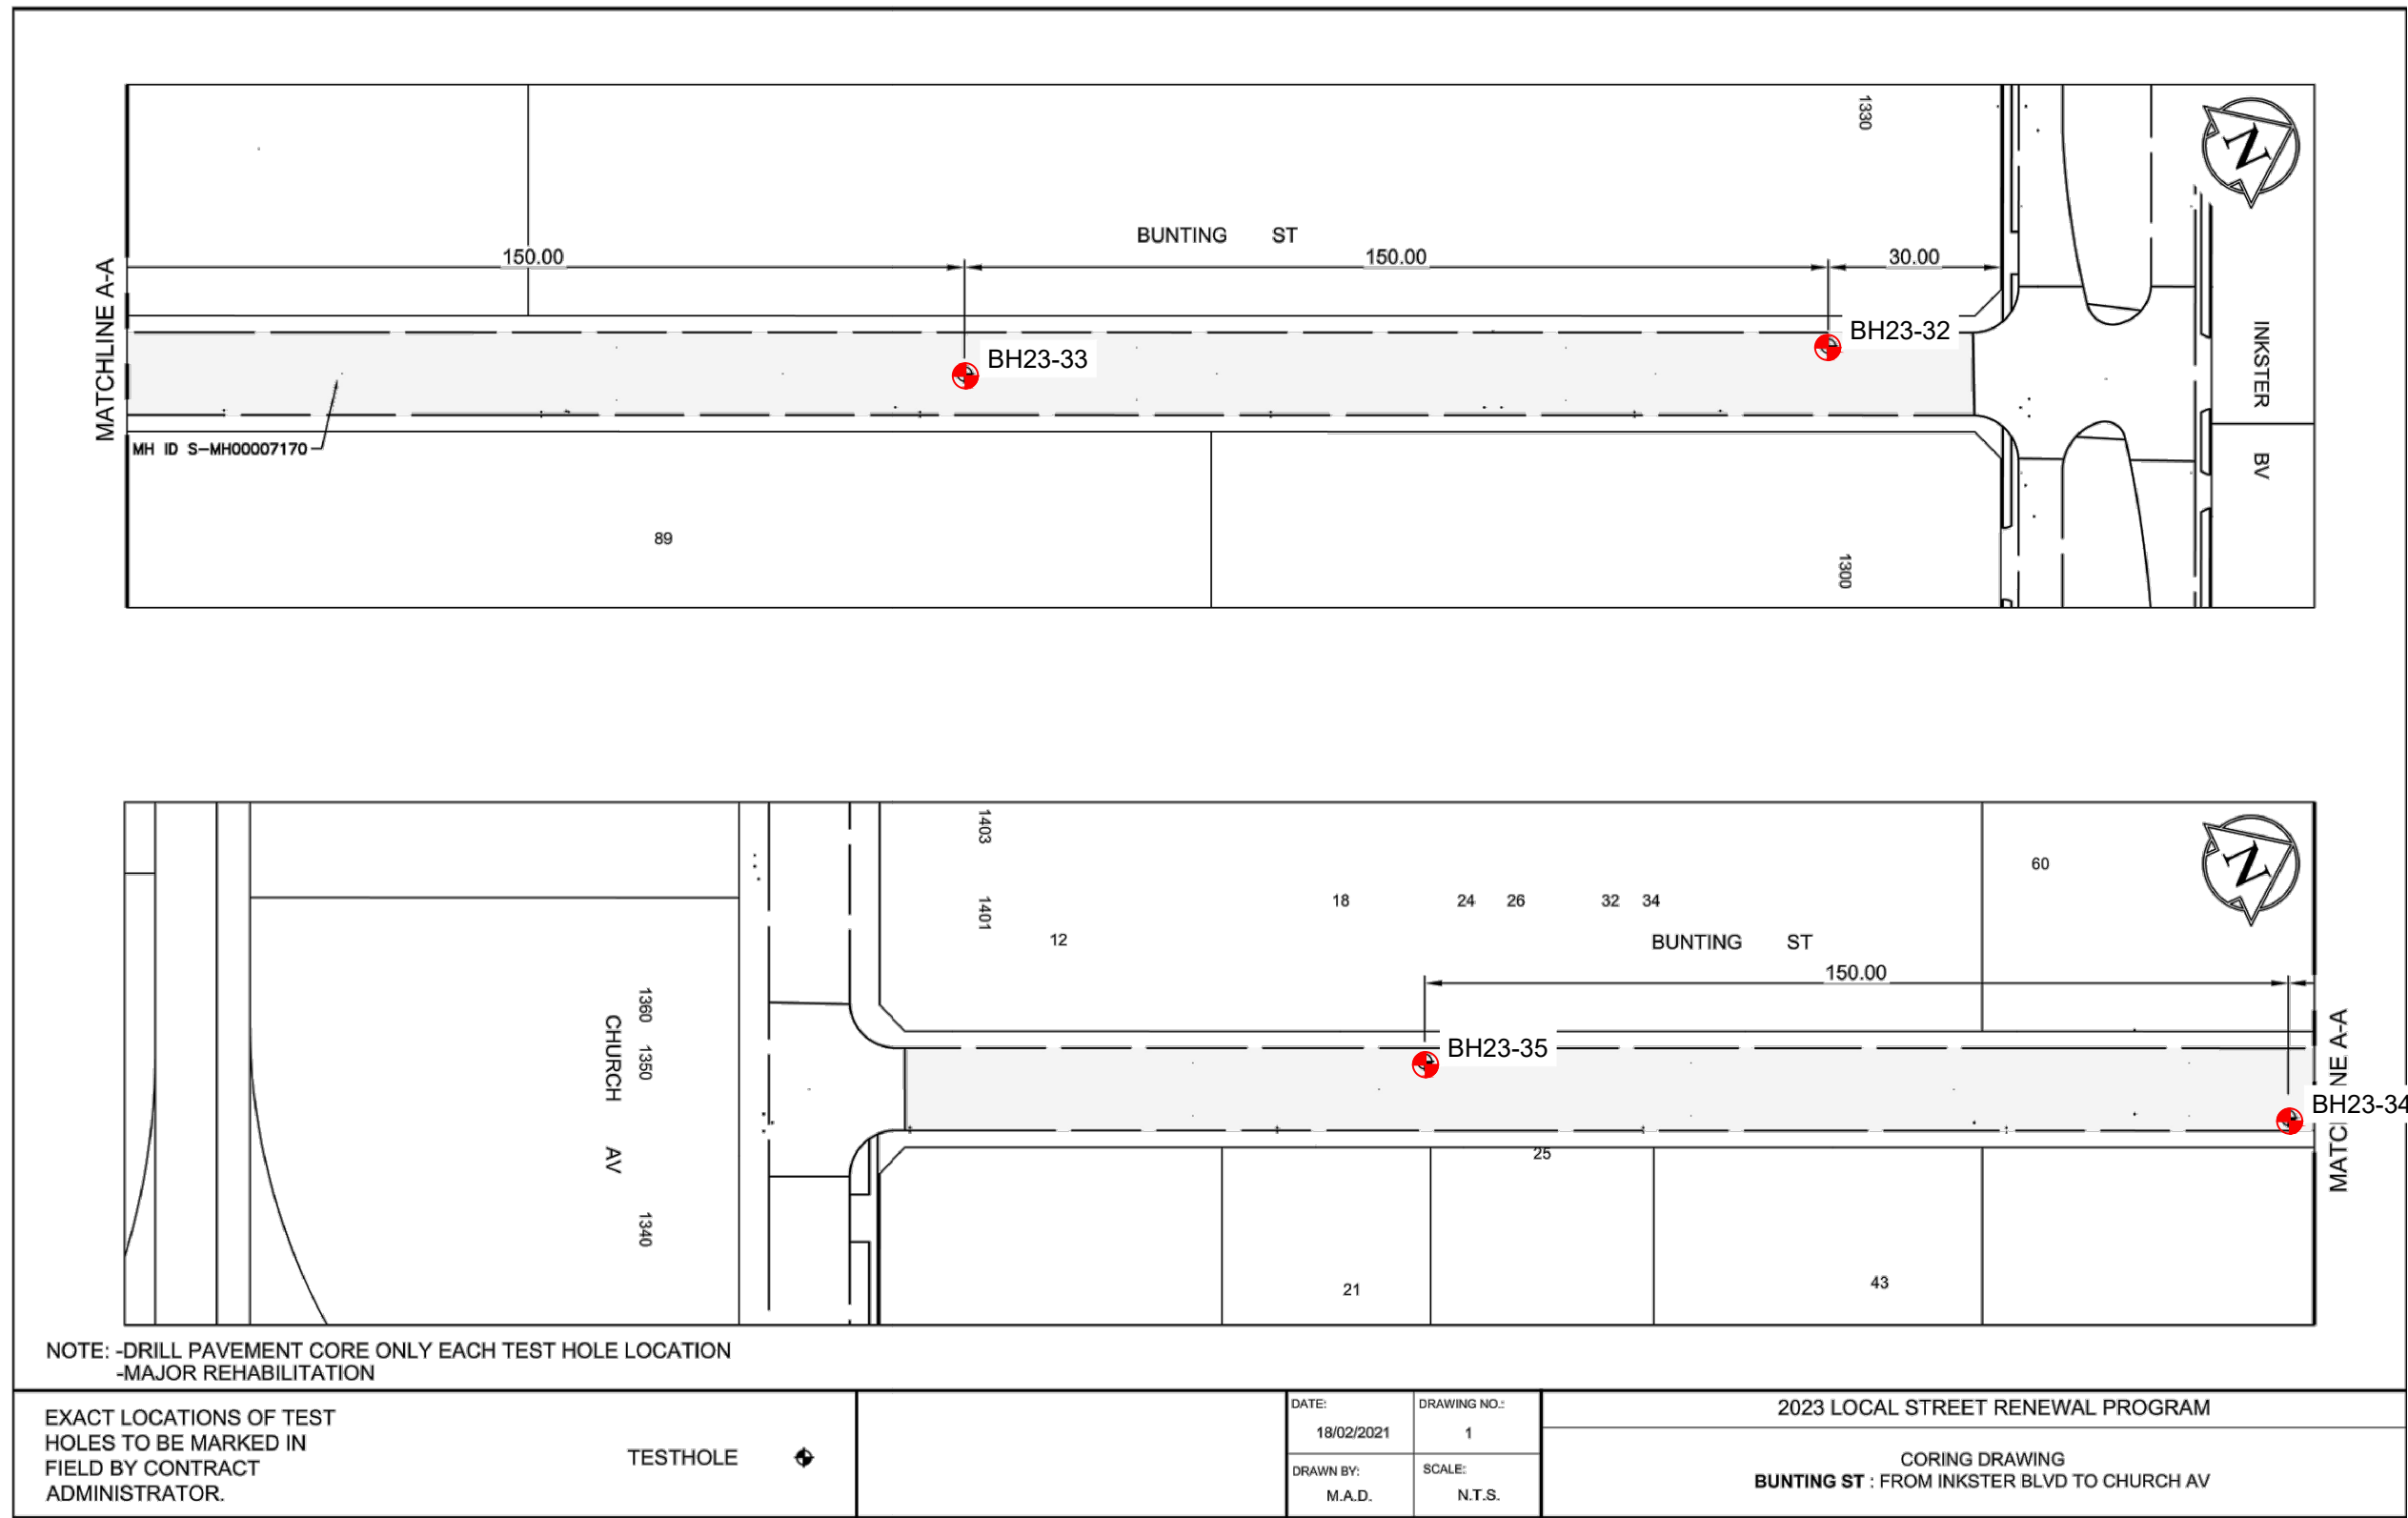 1330
N
BUNTING ST
150.00
150.00
30.00
MATCHLINE A-A
BH23-33
BH23-32
INKSTER BV
MH ID S-MH00007170
89
1300
1403
1401
N
60
18
24
26
32
34
12
BUNTING ST
150.00
1360
1350
1340
CHURCH AV
BH23-35
BH23-34
MATCHLINE A-A
25
21
43
NOTE: -DRILL PAVEMENT CORE ONLY EACH TEST HOLE LOCATION
-MAJOR REHABILITATION
EXACT LOCATIONS OF TEST
HOLES TO BE MARKED IN
FIELD BY CONTRACT
ADMINISTRATOR.
TESTHOLE
DATE:
18/02/2021
DRAWING NO.:
1
DRAWN BY:
M.A.D.
SCALE:
N.T.S.
2023 LOCAL STREET RENEWAL PROGRAM
CORING DRAWING
BUNTING ST : FROM INKSTER BLVD TO CHURCH AV